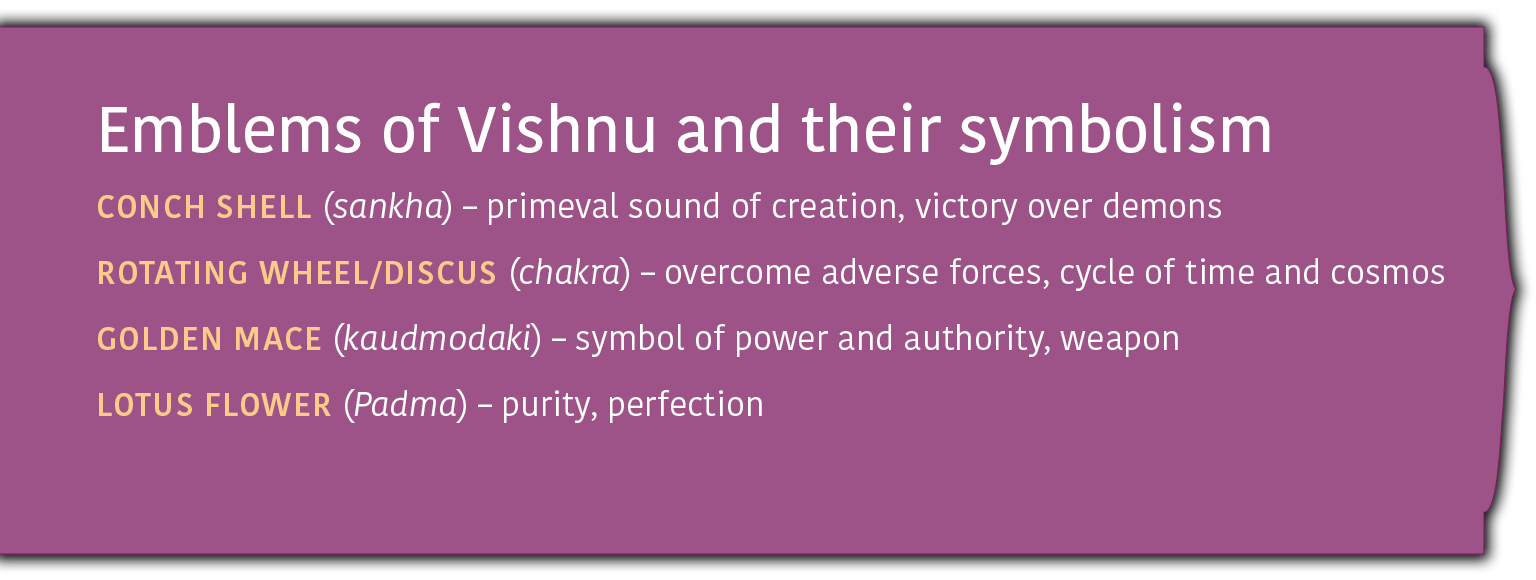 Emblems of Vishnu and their symbolism
CONCH SHELL (sankha) – primeval sound of creation, victory over demons
ROTATING WHEEL/DISCUS (chakra) – overcome adverse forces, cycle of time and cosmos
GOLDEN MACE (kaudmodaki) – symbol of power and authority, weapon
LOTUS FLOWER (Padma) – purity, perfection